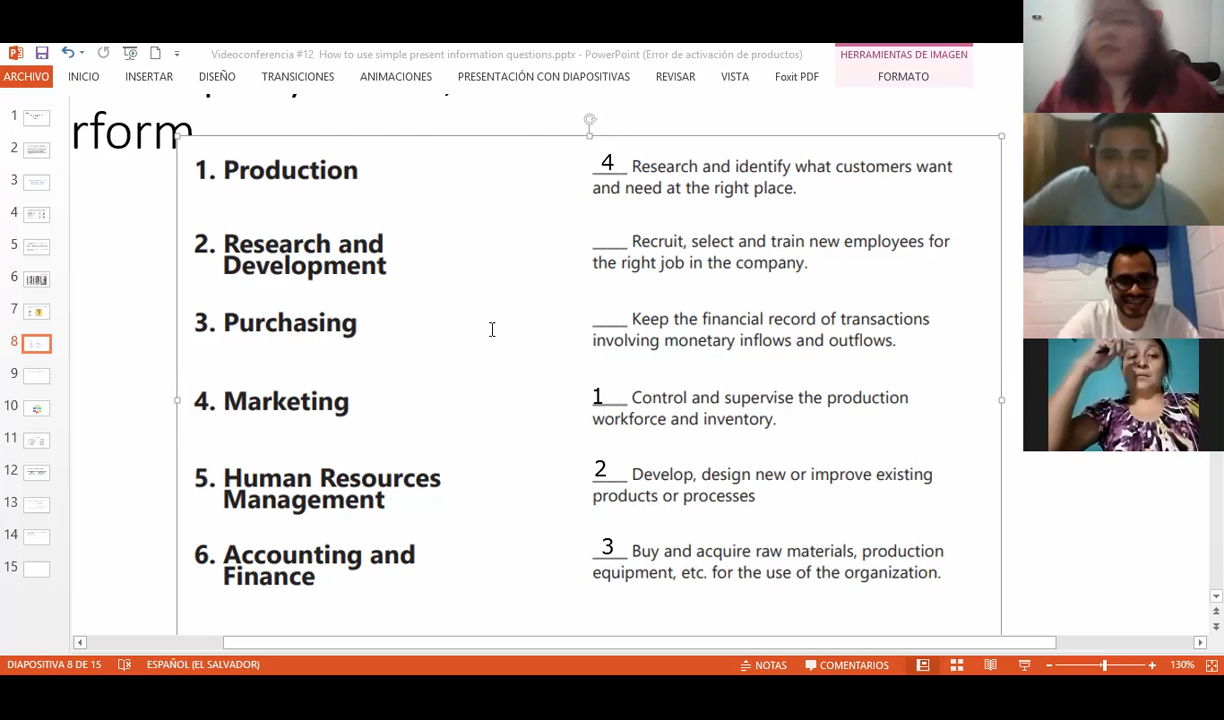 Videoconferencia #12 How to use simple present information questions.pptx - PowerPoint (Error de activación de productos)
HERRAMIENTAS DE IMAGEN
ARCHIVO INICIO INSERTAR DISEÑO TRANSICIONES ANIMACIONES PRESENTACIÓN CON DIAPOSITIVAS REVISAR VISTA Foxit PDF FORMATO
rform
1. Production
4 Research and identify what customers want
and need at the right place.
2. Research and
Development
____ Recruit, select and train new employees for
the right job in the company.
3. Purchasing
____ Keep the financial record of transactions
involving monetary inflows and outflows.
4. Marketing
1 Control and supervise the production
workforce and inventory.
5. Human Resources
Management
2 Develop, design new or improve existing
products or processes
6. Accounting and
Finance
3 Buy and acquire raw materials, production
equipment, etc. for the use of the organization.
1
2
3
4
5
6
7
8
9
10
11
12
13
14
15
DIAPOSITIVA 8 DE 15 ESPAÑOL (EL SALVADOR) NOTAS COMENTARIOS 130%